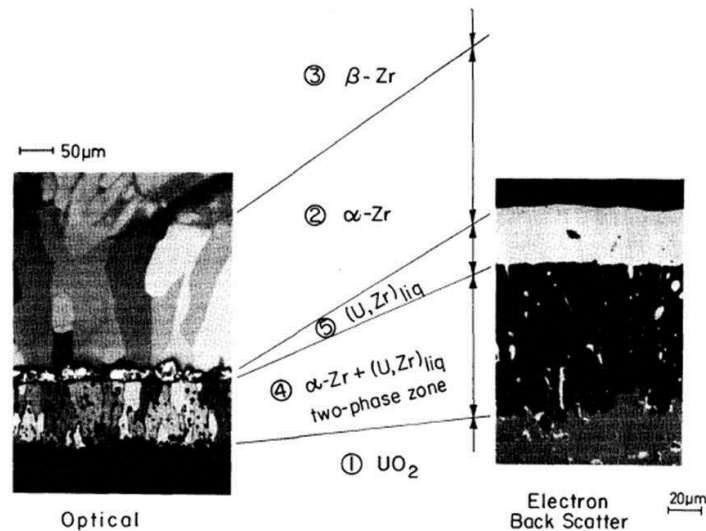 ③ β-Zr
50μm
② α-Zr
⑤ (U,Zr)liq
④ α-Zr + (U,Zr)liq
two-phase zone
① UO₂
Optical
Electron
Back Scatter
20μm